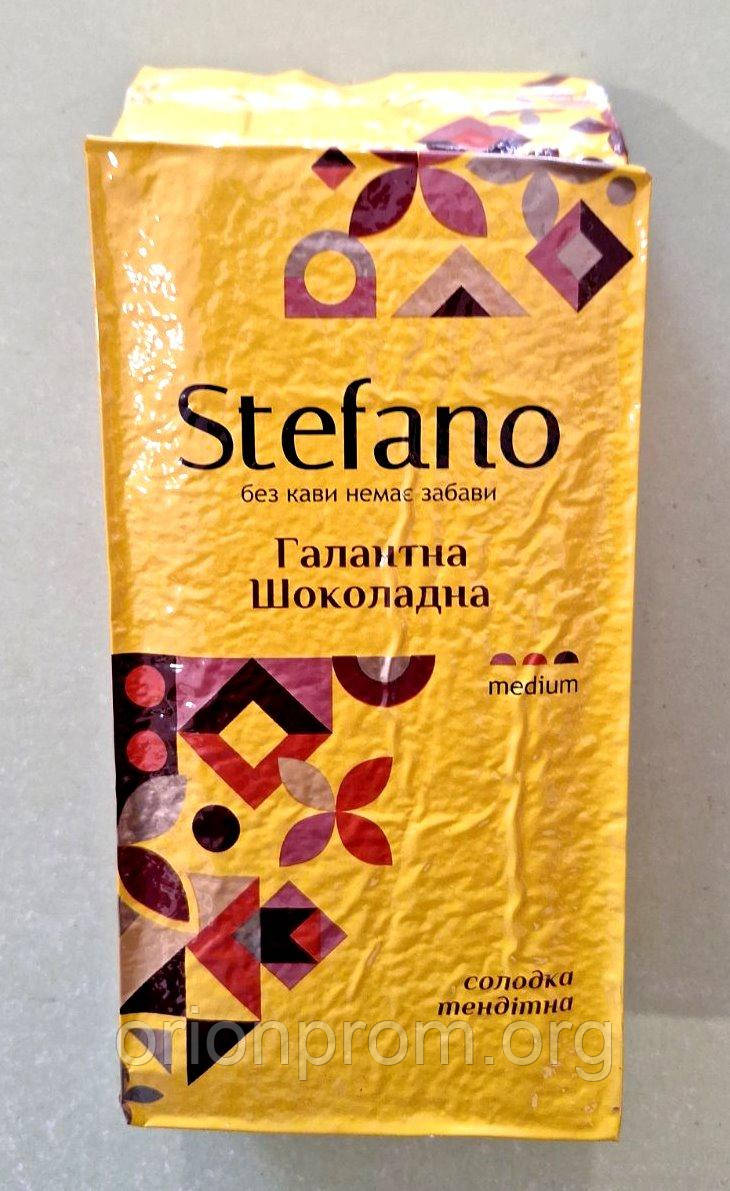 Stefano
без кави немає забави
Галантна
Шоколадна
medium
солодка
тендітна
orionprom.org